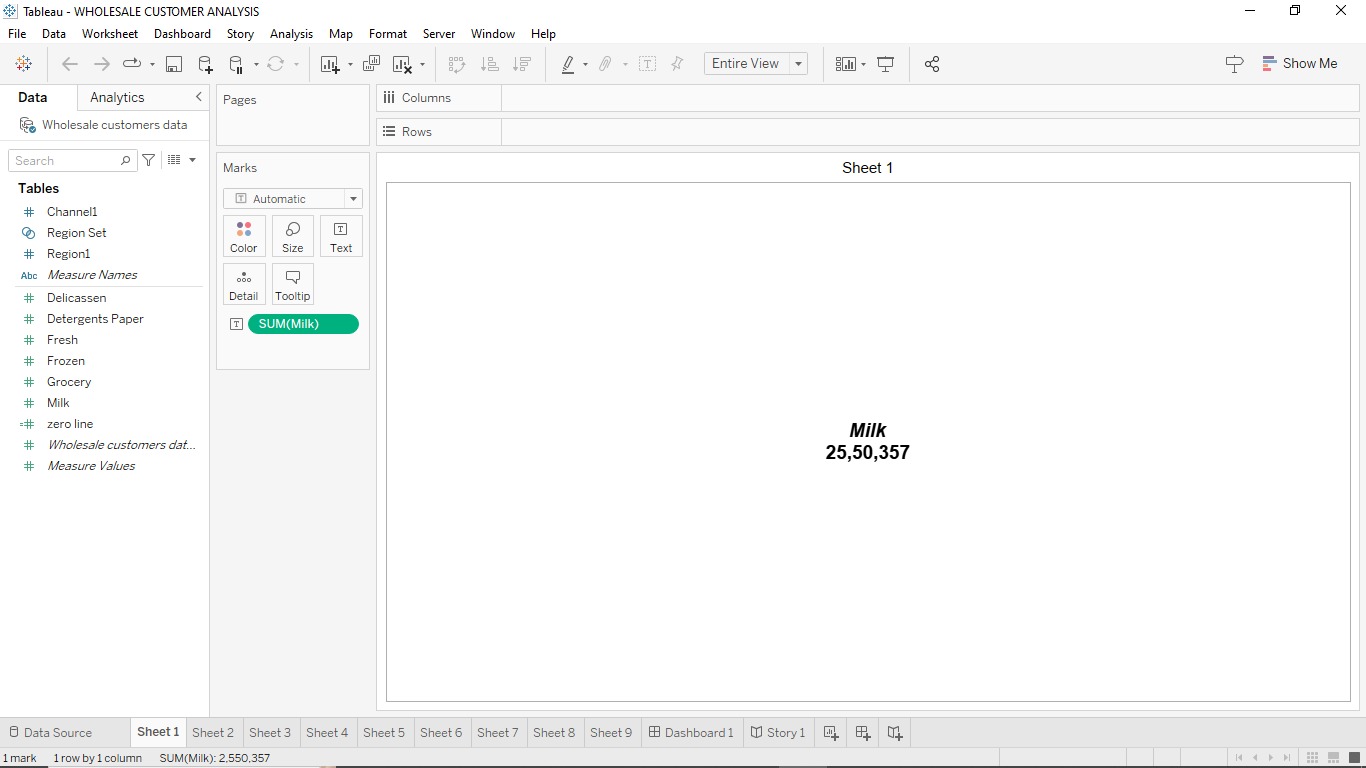 Tableau - WHOLESALE CUSTOMER ANALYSIS
File Data Worksheet Dashboard Story Analysis Map Format Server Window Help
Entire View
Show Me
Data Analytics
Wholesale customers data
Search
Tables
Channel1
Region Set
Region1
Abc Measure Names
Delicassen
Detergents Paper
Fresh
Frozen
Grocery
Milk
zero line
Wholesale customers dat...
Measure Values
Pages
Columns
Rows
Marks
Automatic
Color Size Text
Detail Tooltip
SUM(Milk)
Sheet 1
Milk
25,50,357
Data Source Sheet 1 Sheet 2 Sheet 3 Sheet 4 Sheet 5 Sheet 6 Sheet 7 Sheet 8 Sheet 9 Dashboard 1 Story 1
1 mark 1 row by 1 column SUM(Milk): 2,550,357